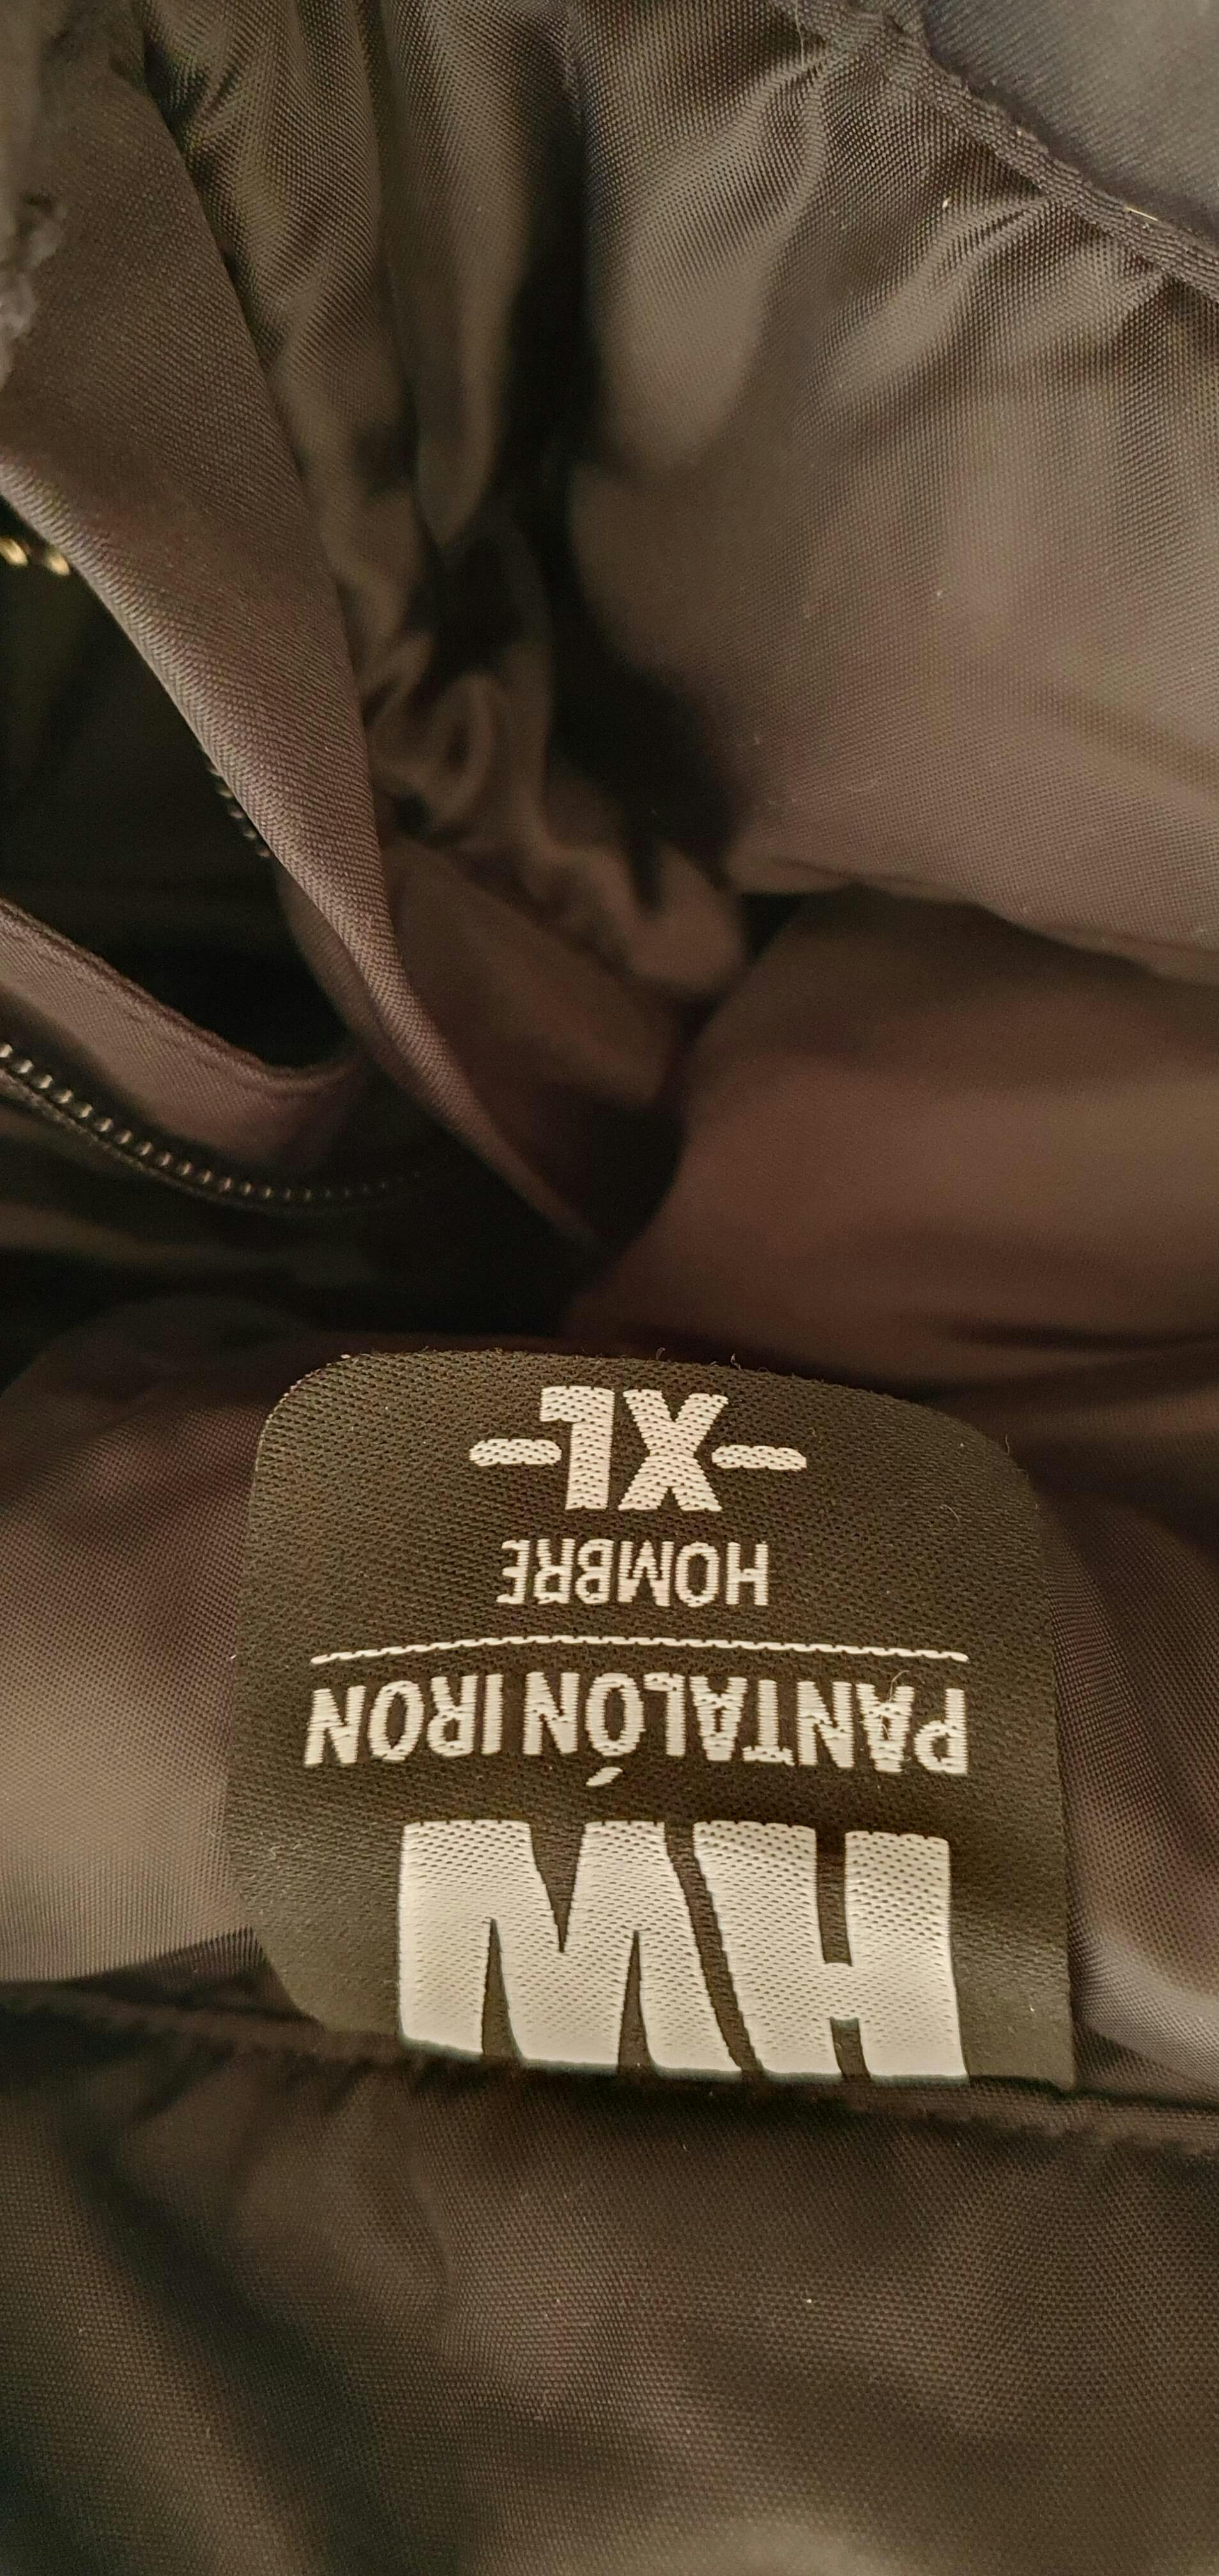 HW
PANTALÓN IRON
HOMBRE
-XL-